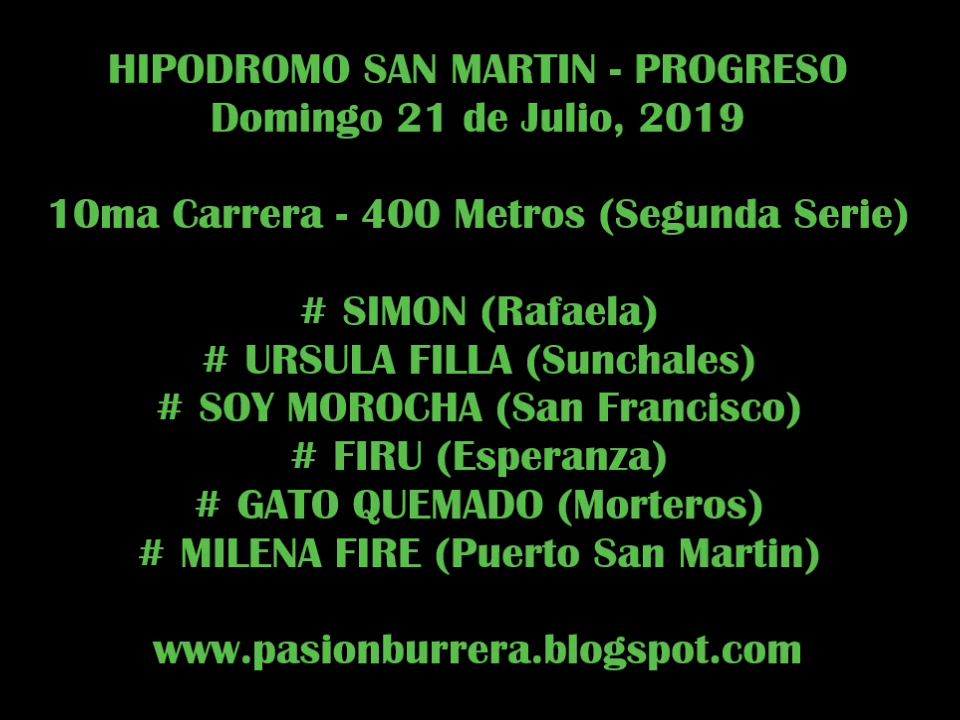 HIPODROMO SAN MARTIN - PROGRESO
Domingo 21 de Julio, 2019
10ma Carrera - 400 Metros (Segunda Serie)
# SIMON (Rafaela)
# URSULA FILLA (Sunchales)
# SOY MOROCHA (San Francisco)
# FIRU (Esperanza)
# GATO QUEMADO (Morteros)
# MILENA FIRE (Puerto San Martin)
www.pasionburrera.blogspot.com